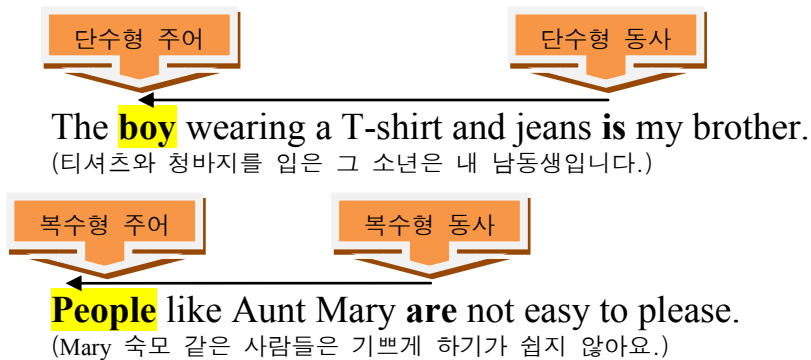 단수형 주어 단수형 동사
The boy wearing a T-shirt and jeans is my brother.
(티셔츠와 청바지를 입은 그 소년은 내 남동생입니다.)
복수형 주어 복수형 동사
People like Aunt Mary are not easy to please.
(Mary 숙모 같은 사람들은 기쁘게 하기가 쉽지 않아요.)